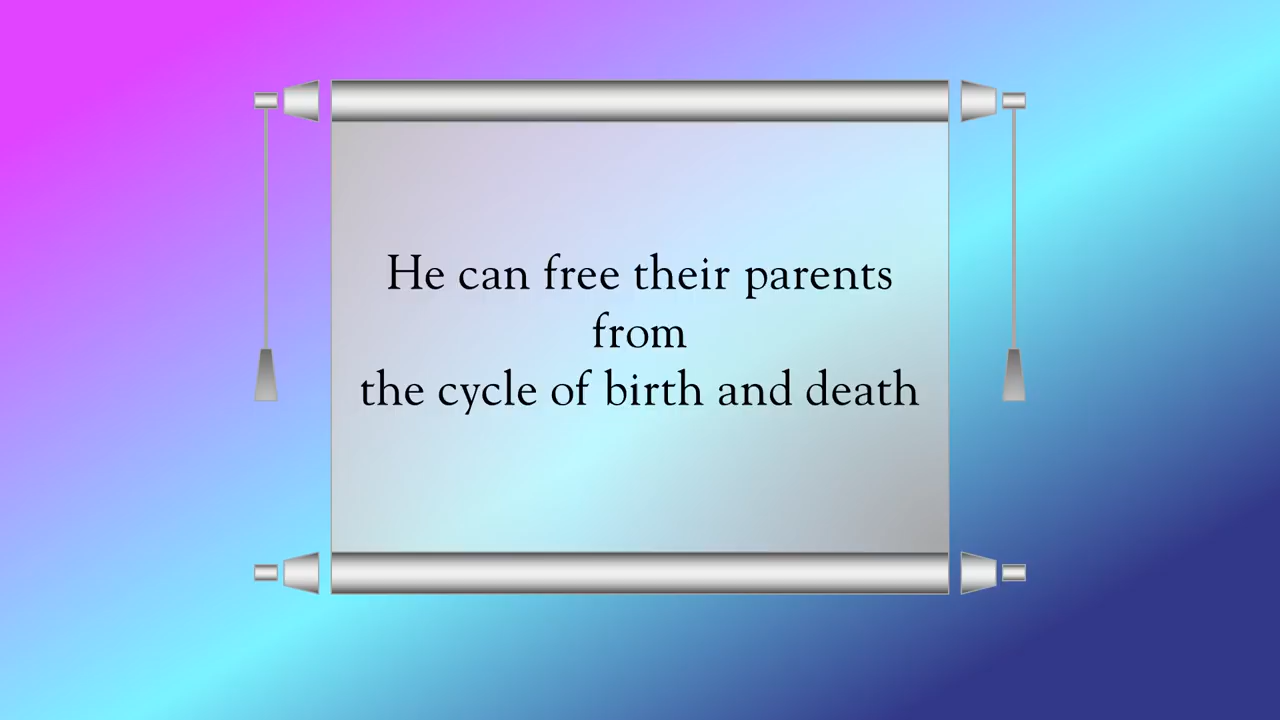 He can free their parents
from
the cycle of birth and death